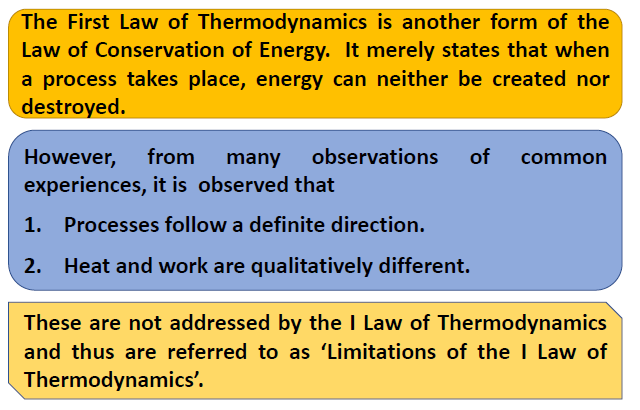 The First Law of Thermodynamics is another form of the
Law of Conservation of Energy. It merely states that when
a process takes place, energy can neither be created nor
destroyed.
However, from many observations of common
experiences, it is observed that
1. Processes follow a definite direction.
2. Heat and work are qualitatively different.
These are not addressed by the I Law of Thermodynamics
and thus are referred to as ‘Limitations of the I Law of
Thermodynamics’.